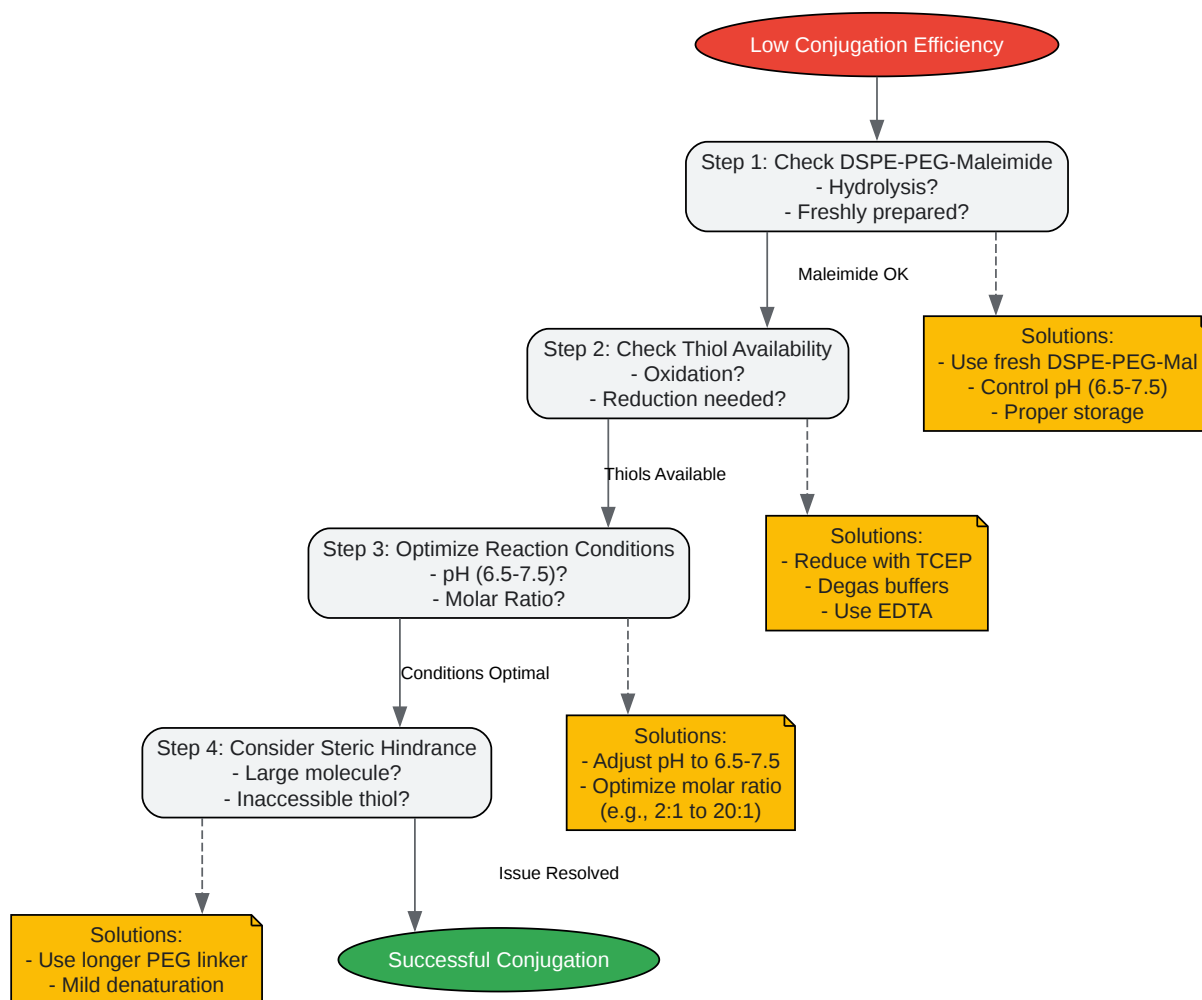 Low Conjugation Efficiency
Step 1: Check DSPE-PEG-Maleimide
- Hydrolysis?
- Freshly prepared?
Maleimide OK
Solutions:
- Use fresh DSPE-PEG-Mal
- Control pH (6.5-7.5)
- Proper storage
Step 2: Check Thiol Availability
- Oxidation?
- Reduction needed?
Thiols Available
Solutions:
- Reduce with TCEP
- Degas buffers
- Use EDTA
Step 3: Optimize Reaction Conditions
- pH (6.5-7.5)?
- Molar Ratio?
Conditions Optimal
Solutions:
- Adjust pH to 6.5-7.5
- Optimize molar ratio
(e.g., 2:1 to 20:1)
Step 4: Consider Steric Hindrance
- Large molecule?
- Inaccessible thiol?
Issue Resolved
Solutions:
- Use longer PEG linker
- Mild denaturation
Successful Conjugation